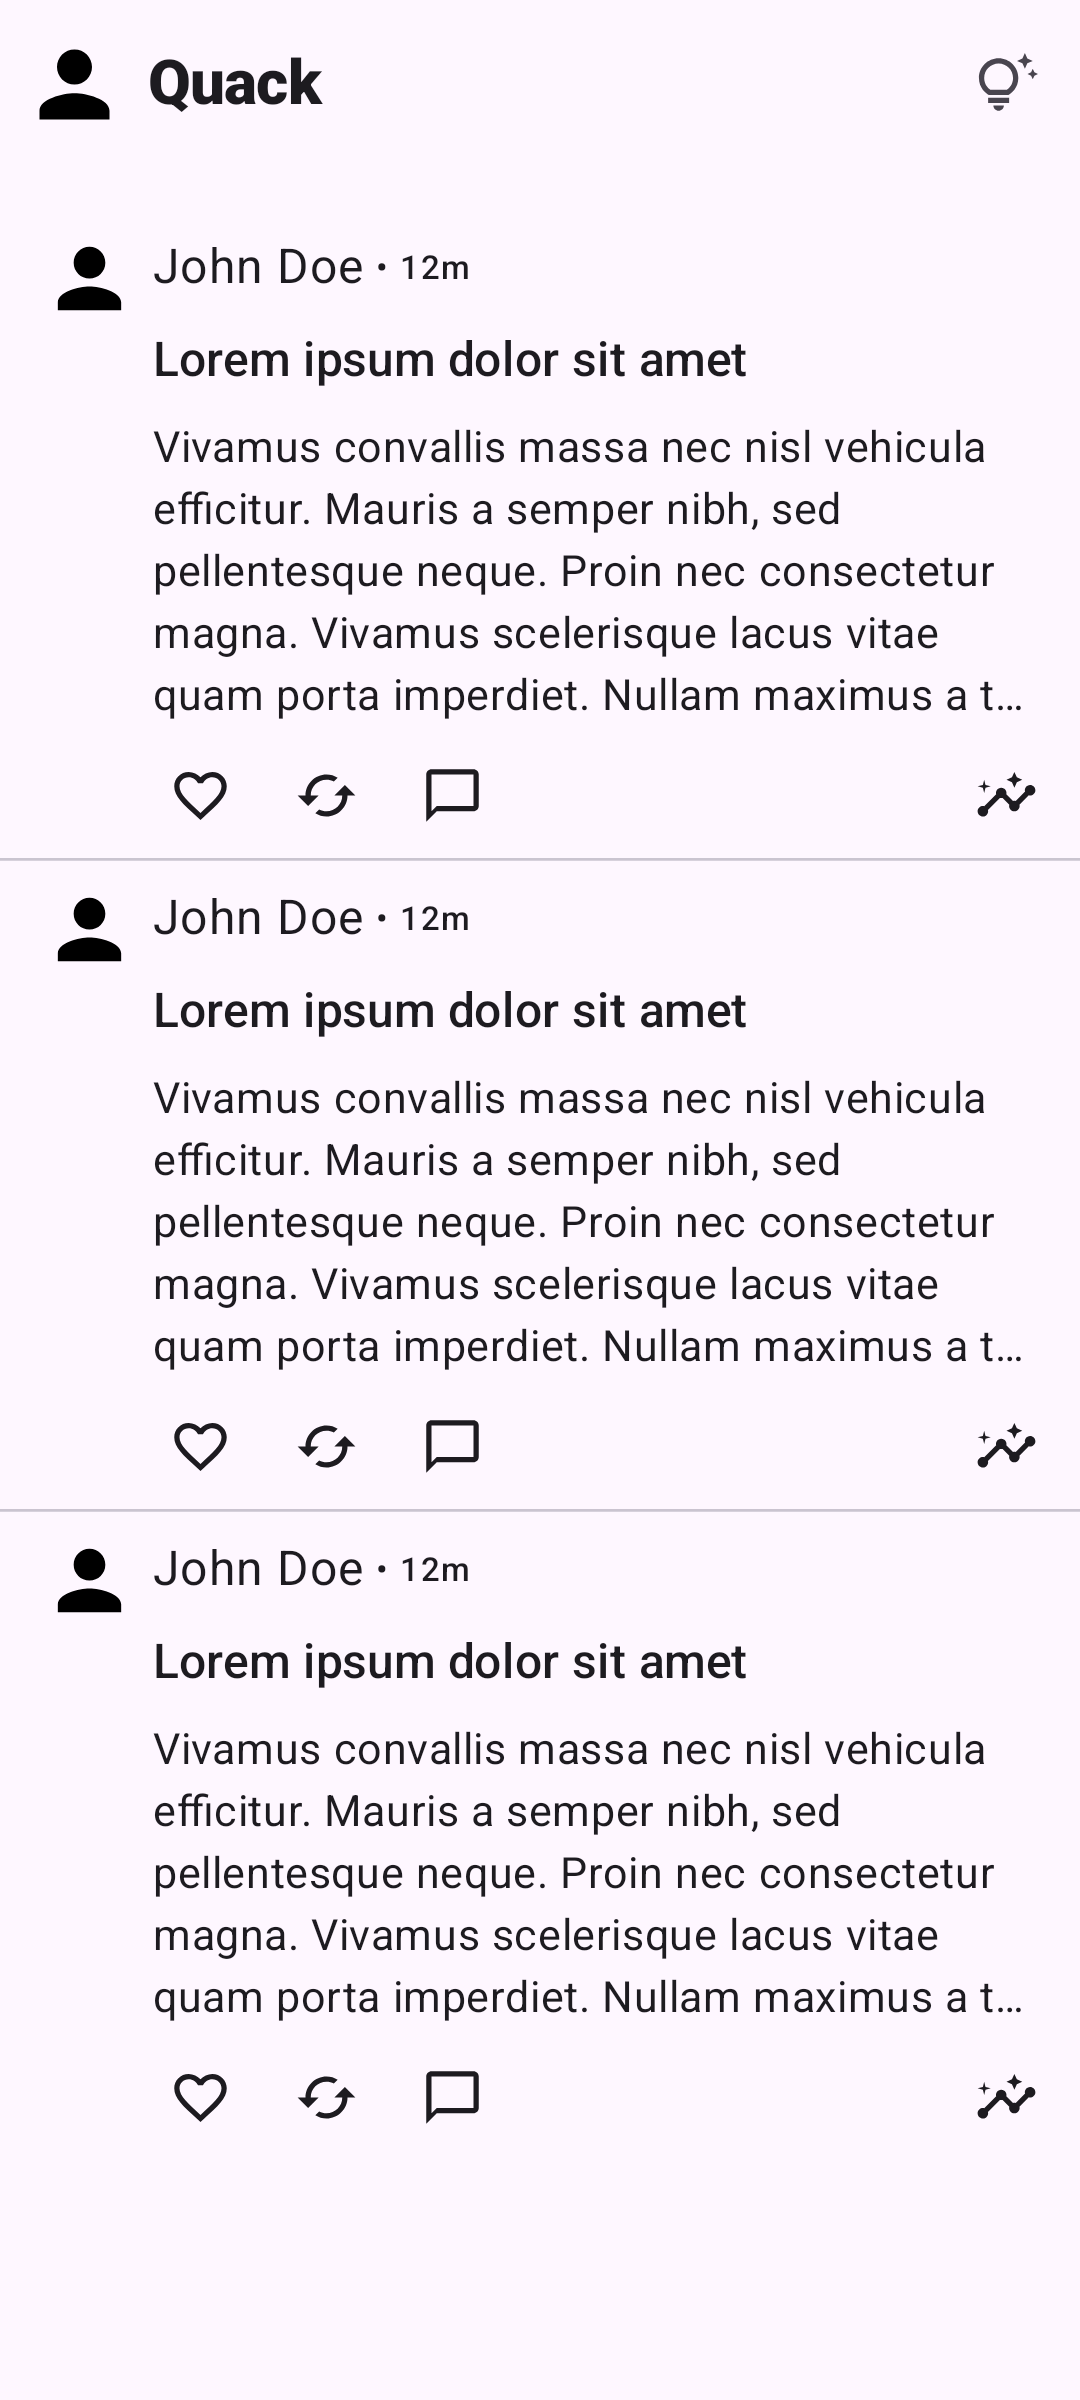 Quack
John Doe • 12m
Lorem ipsum dolor sit amet
Vivamus convallis massa nec nisl vehicula
efficitur. Mauris a semper nibh, sed
pellentesque neque. Proin nec consectetur
magna. Vivamus scelerisque lacus vitae
quam porta imperdiet. Nullam maximus a t…
John Doe • 12m
Lorem ipsum dolor sit amet
Vivamus convallis massa nec nisl vehicula
efficitur. Mauris a semper nibh, sed
pellentesque neque. Proin nec consectetur
magna. Vivamus scelerisque lacus vitae
quam porta imperdiet. Nullam maximus a t…
John Doe • 12m
Lorem ipsum dolor sit amet
Vivamus convallis massa nec nisl vehicula
efficitur. Mauris a semper nibh, sed
pellentesque neque. Proin nec consectetur
magna. Vivamus scelerisque lacus vitae
quam porta imperdiet. Nullam maximus a t…